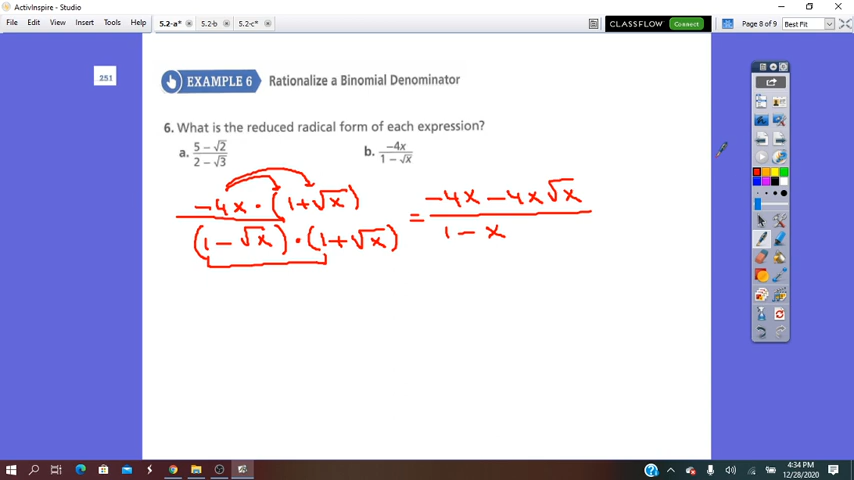 ActivInspire - Studio
File Edit View Insert Tools Help
5.2-a* 5.2-b 5.2-c*
CLASSFLOW Connect
Page 8 of 9 Best Fit
251
EXAMPLE 6 Rationalize a Binomial Denominator
6. What is the reduced radical form of each expression?
a. (5 − √2)/(2 − √3) b. (−4x)/(1 − √x)
−4x · (1 + √x) = −4x − 4x√x
(1 − √x) · (1 + √x) 1 − x
4:34 PM
12/28/2020